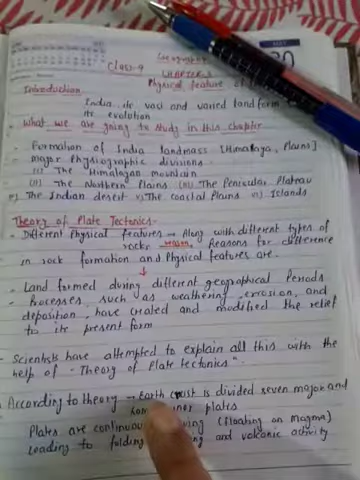 Geography
Class-9
CHAPTER-2
Physical feature of
Introduction
India is vast and varied landform
its evolution
What we are going to study in this chapter
- Formation of India landmass [Himalaya, Plains]
major Physiographic divisions.
(i) The Himalayan mountain
(ii) The Northern Plains (iii) The Penicular Plateau
The Indian desert v) The coastal Plains vi) Islands
Theory of Plate Tectonics-
- Different Physical features → Along with different types of
rocks. Reasons for difference
in rock formation and Physical features are.
↓
- Land formed during different geographical Periods
- Processes, such as weathering, erosion, and
deposition, have created and modified the relief
to its present form
- Scientists have attempted to explain all this with the
help of "Theory of Plate tectonics".
- According to theory → Earth crust is divided seven major and
some plates
Plates are continuous (floating on magma)
Leading to folding and volcanic activity